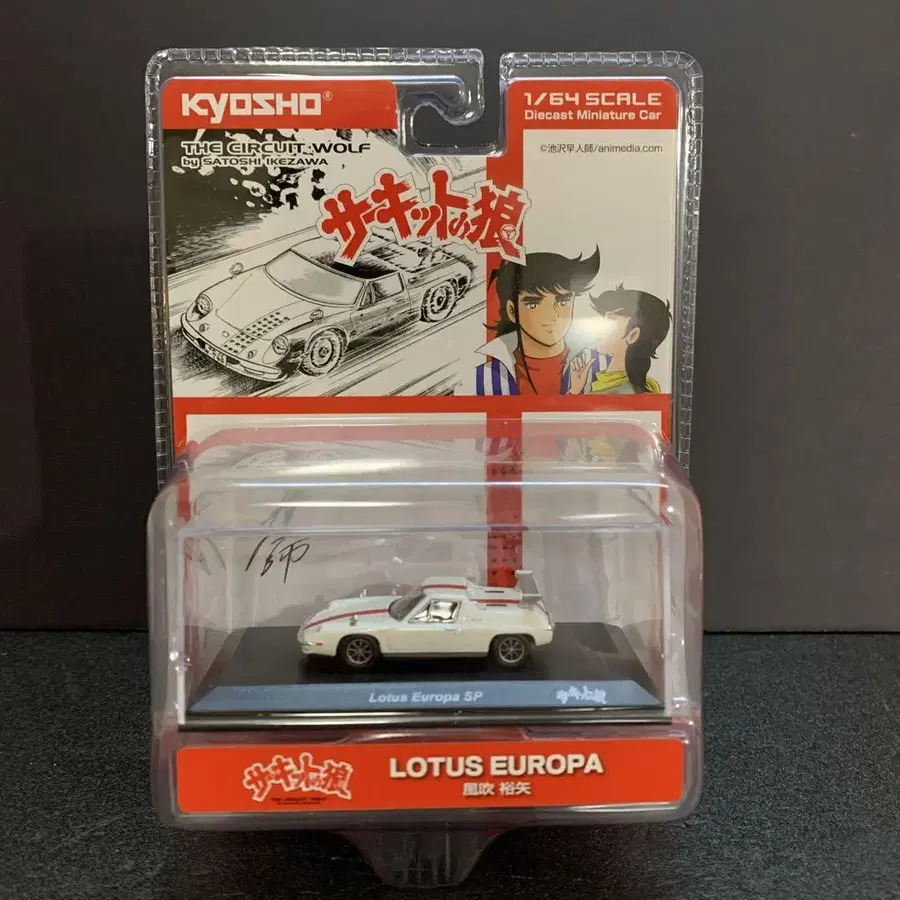 KYOSHO®
1/64 SCALE
Diecast Miniature Car
THE CIRCUIT WOLF
by SATOSHI IKEZAWA
©池沢早人師/animedia.com
サーキットの狼
師
Lotus Europa SP
サーキットの狼
サーキットの狼
LOTUS EUROPA
風吹 裕矢